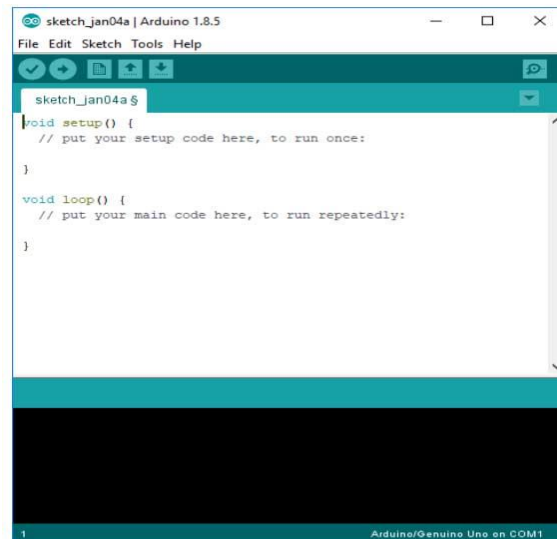 sketch_jan04a | Arduino 1.8.5
File Edit Sketch Tools Help
sketch_jan04a §
void setup() {
  // put your setup code here, to run once:
}
void loop() {
  // put your main code here, to run repeatedly:
}
1 Arduino/Genuino Uno on COM1